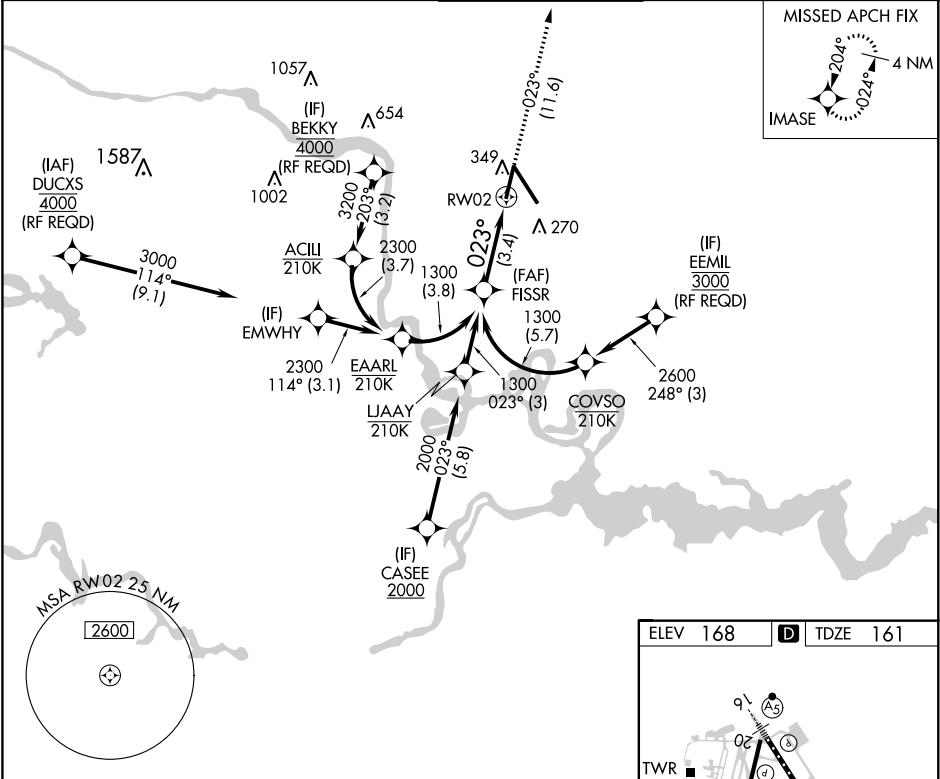 MISSED APCH FIX
204°
024°
4 NM
IMASE
023°
(11.6)
1057
(IF)
BEKKY
4000
(RF REQD)
654
(IAF)
DUCXS
4000
(RF REQD)
1587
1002
349
RW02
270
3200
203°
(3.2)
ACILI
210K
2300
(3.7)
1300
(3.8)
023°
(3.4)
(FAF)
FISSR
(IF)
EEMIL
3000
(RF REQD)
3000
114°
(9.1)
(IF)
EMWHY
1300
(5.7)
2300
114° (3.1)
EAARL
210K
1300
023° (3)
2600
248° (3)
COVSO
210K
LJAAY
210K
2000
023°
(5.8)
(IF)
CASEE
2000
MSA RW02 25 NM
2600
ELEV 168
D
TDZE 161
16
A5
20
P
TWR
P